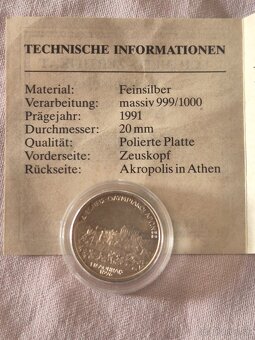 TECHNISCHE INFORMATIONEN
Material: Feinsilber
Verarbeitung: massiv 999/1000
Prägejahr: 1991
Durchmesser: 20 mm
Qualität: Polierte Platte
Vorderseite: Zeuskopf
Rückseite: Akropolis in Athen